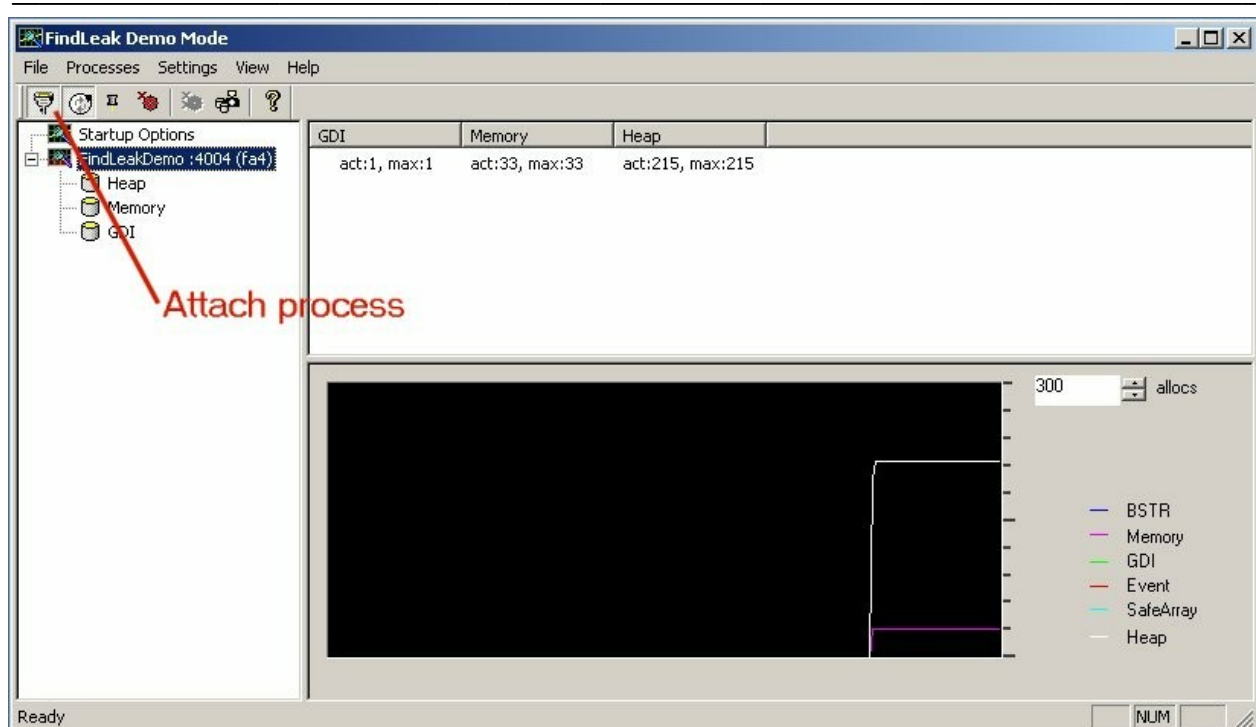 FindLeak Demo Mode
File Processes Settings View Help
Startup Options
FindLeakDemo :4004 (fa4)
Heap
Memory
GDI
Attach process
GDI Memory Heap
act:1, max:1 act:33, max:33 act:215, max:215
300 allocs
BSTR
Memory
GDI
Event
SafeArray
Heap
Ready NUM